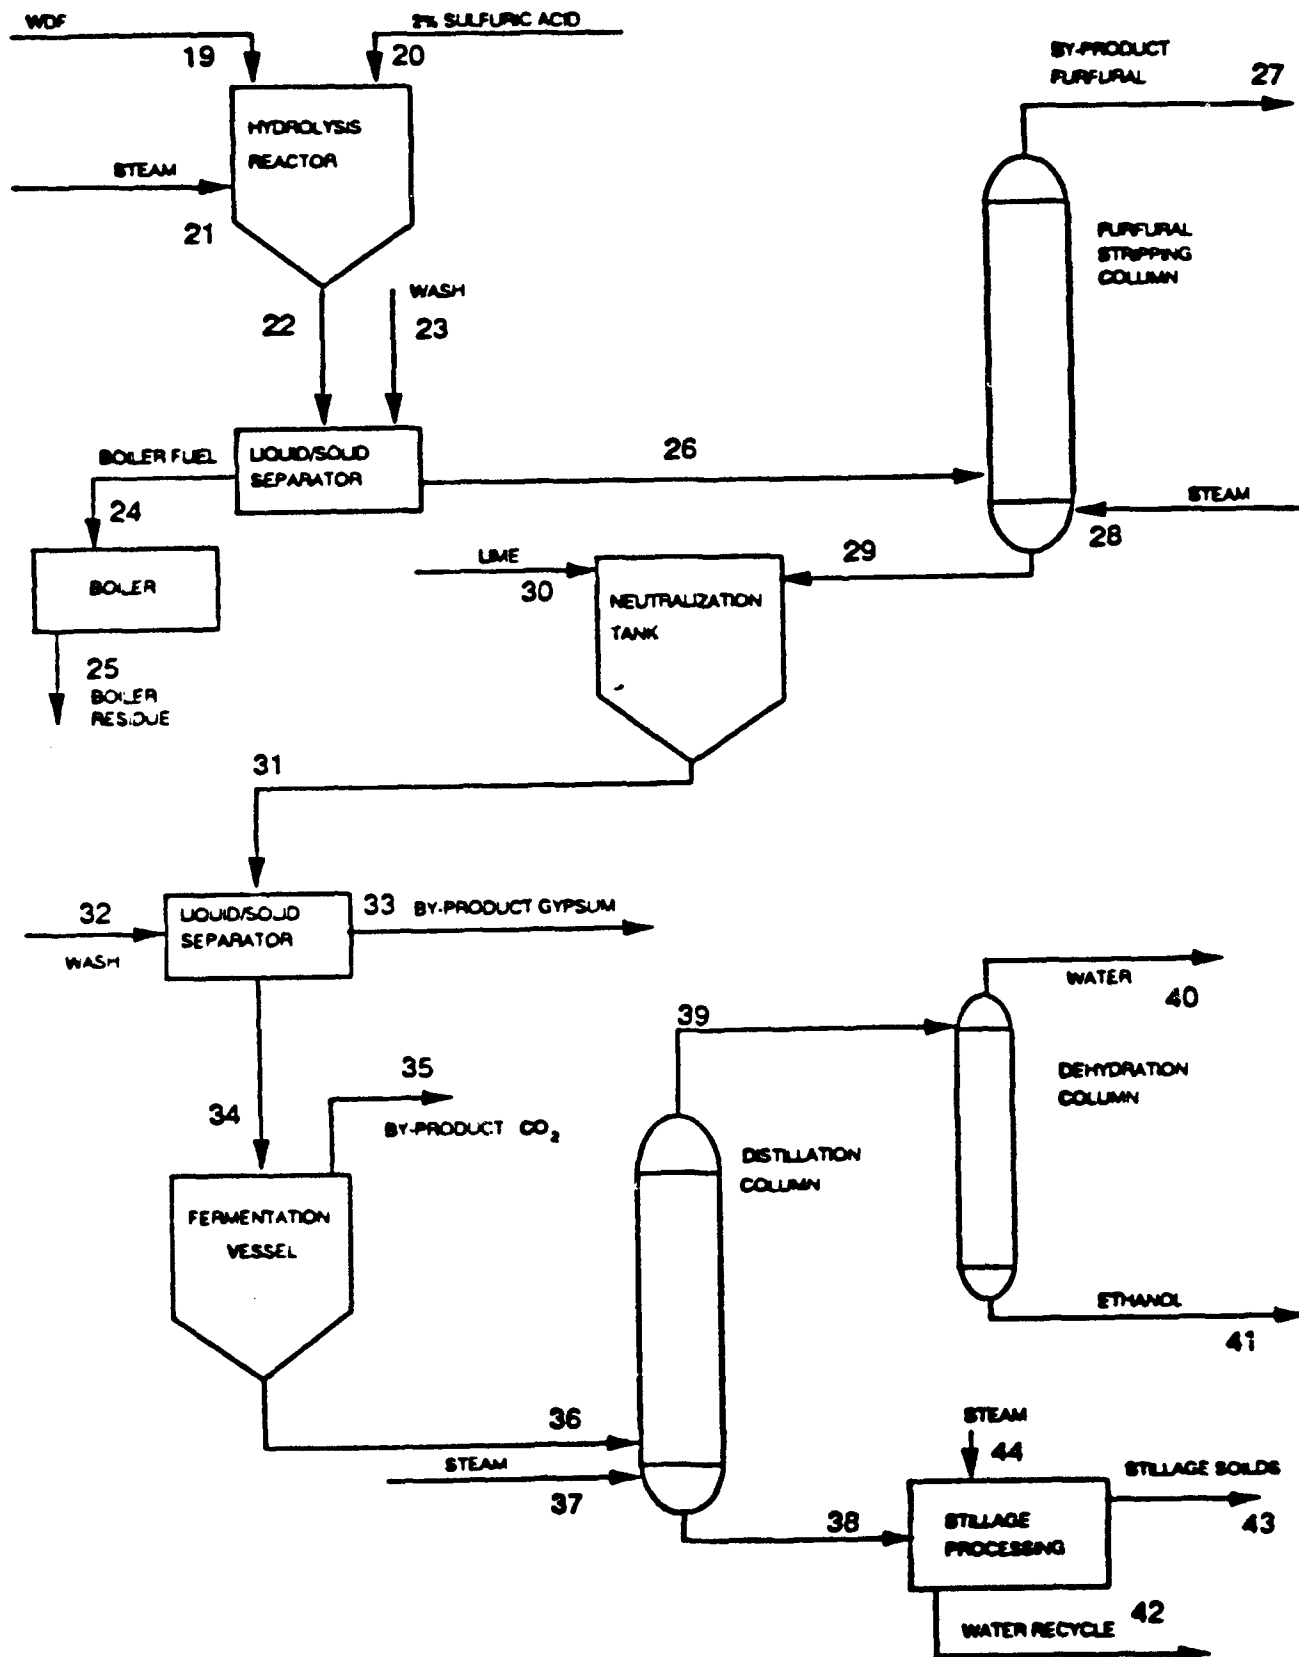 WDF
2% SULFURIC ACID
19
20
BY-PRODUCT
FURFURAL
27
HYDROLYSIS
REACTOR
STEAM
21
FURFURAL
STRIPPING
COLUMN
WASH
22
23
BOILER FUEL
LIQUID/SOLID
SEPARATOR
26
24
STEAM
28
LIME
29
30
BOILER
NEUTRALIZATION
TANK
25
BOILER
RESIDUE
31
32
WASH
LIQUID/SOLID
SEPARATOR
33
BY-PRODUCT GYPSUM
WATER
40
39
34
35
BY-PRODUCT CO₂
DEHYDRATION
COLUMN
DISTILLATION
COLUMN
FERMENTATION
VESSEL
ETHANOL
41
36
STEAM
37
STEAM
44
STILLAGE SOILDS
43
38
STILLAGE
PROCESSING
42
WATER RECYCLE